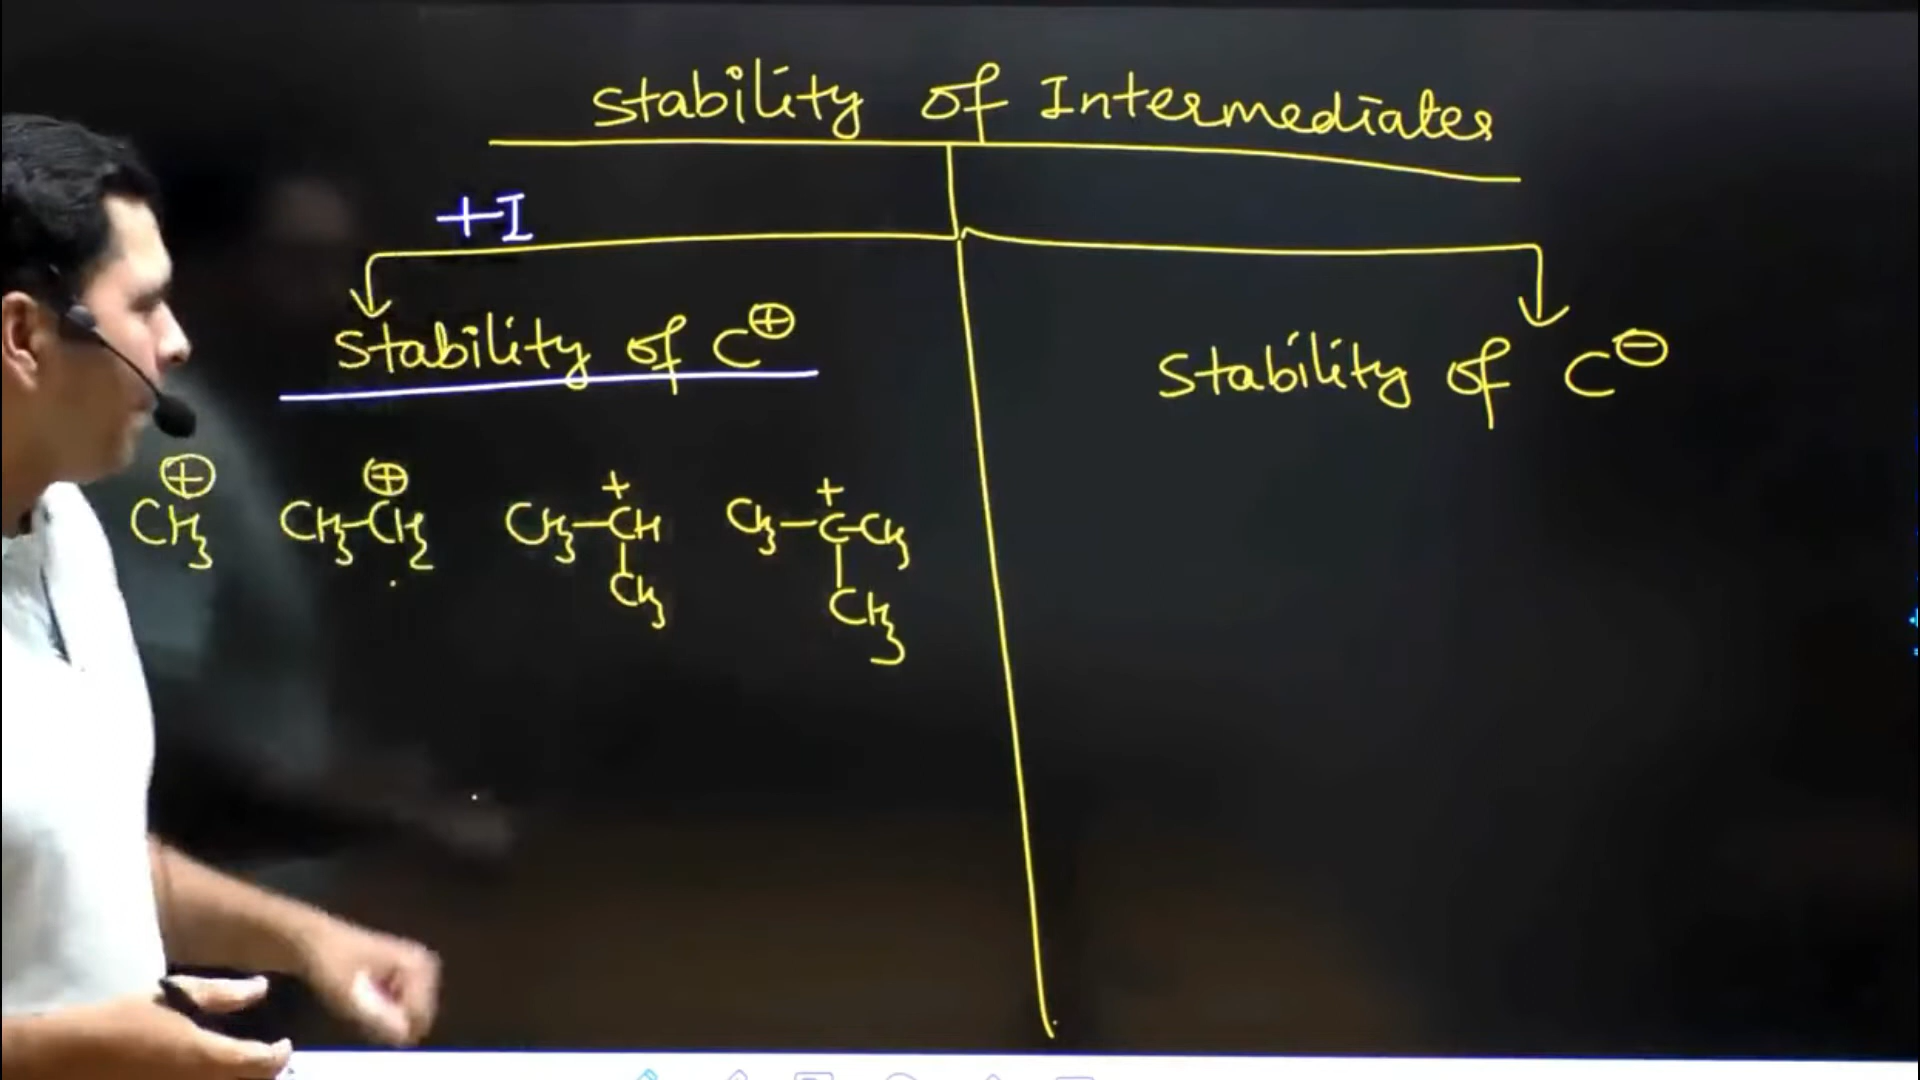 Stability of Intermediates
+I
Stability of C⊕
Stability of C⊖
⊕ ⊕ + +
CH3 CH3-CH2 CH3-CH CH3-C-CH3
CH3 CH3